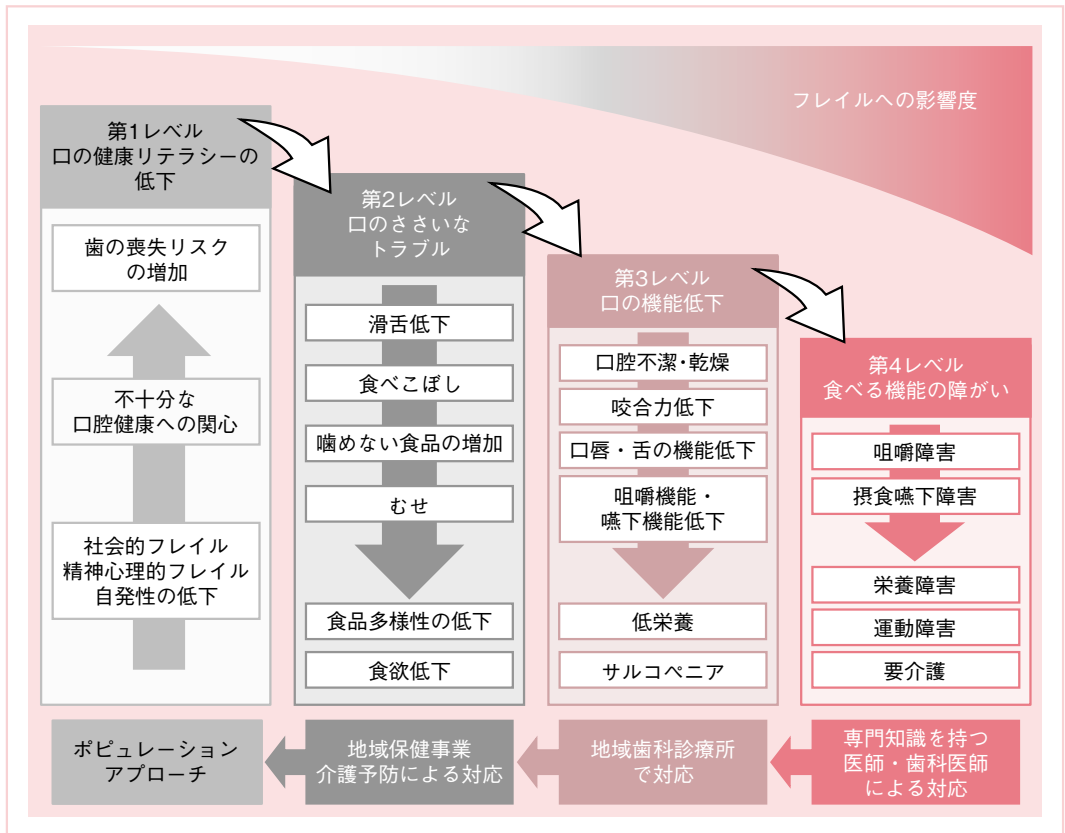 フレイルへの影響度
第1レベル
口の健康リテラシーの
低下
歯の喪失リスク
の増加
不十分な
口腔健康への関心
社会的フレイル
精神心理的フレイル
自発性の低下
第2レベル
口のささいな
トラブル
滑舌低下
食べこぼし
噛めない食品の増加
むせ
食品多様性の低下
食欲低下
第3レベル
口の機能低下
口腔不潔・乾燥
咬合力低下
口唇・舌の機能低下
咀嚼機能・
嚥下機能低下
低栄養
サルコペニア
第4レベル
食べる機能の障がい
咀嚼障害
摂食嚥下障害
栄養障害
運動障害
要介護
ポピュレーション
アプローチ
地域保健事業
介護予防による対応
地域歯科診療所
で対応
専門知識を持つ
医師・歯科医師
による対応